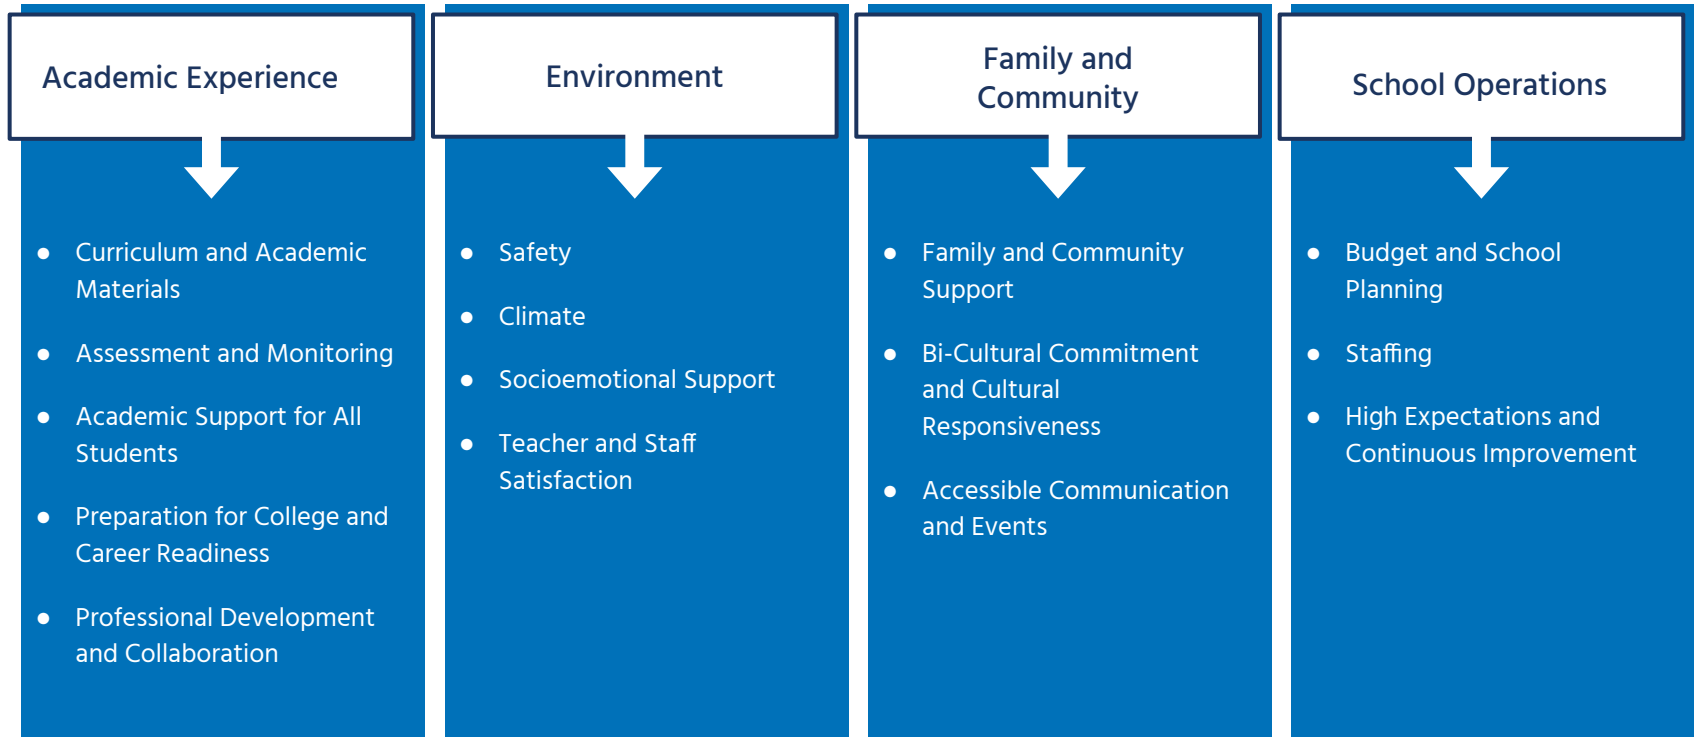 Academic Experience
● Curriculum and Academic
Materials
● Assessment and Monitoring
● Academic Support for All
Students
● Preparation for College and
Career Readiness
● Professional Development
and Collaboration
Environment
● Safety
● Climate
● Socioemotional Support
● Teacher and Staff
Satisfaction
Family and
Community
● Family and Community
Support
● Bi-Cultural Commitment
and Cultural
Responsiveness
● Accessible Communication
and Events
School Operations
● Budget and School
Planning
● Staffing
● High Expectations and
Continuous Improvement